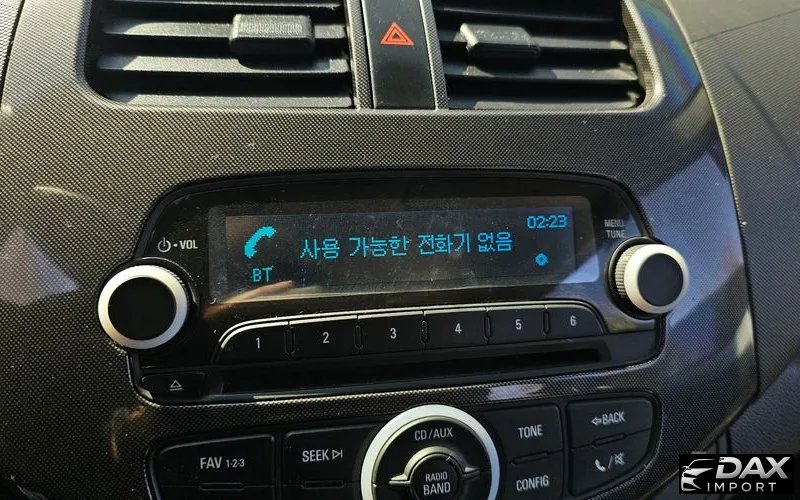 02:23
사용 가능한 전화기 없음
BT
VOL
MENU
TUNE
1 2 3 4 5 6
FAV 1-2-3
SEEK
CD/AUX
RADIO
BAND
TONE
CONFIG
BACK
DAX
IMPORT